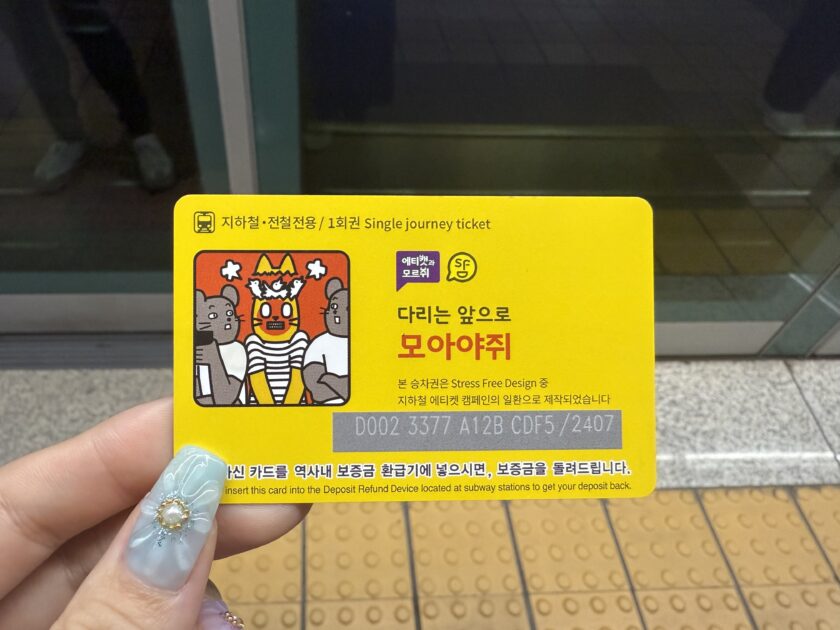 지하철·전철전용 / 1회권 Single journey ticket
에티켓과
모르쥐
SF
D
다리는 앞으로
모아야쥐
본 승차권은 Stress Free Design 중
지하철 에티켓 캠페인의 일환으로 제작되었습니다
D002 3377 A12B CDF5/2407
카드를 역사내 보증금 환급기에 넣으시면, 보증금을 돌려드립니다.
insert this card into the Deposit Refund Device located at subway stations to get your deposit back.